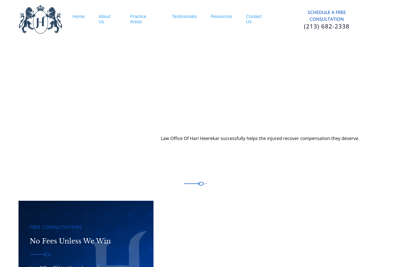 H
Home
About Us
Practice Areas
Testimonials
Resources
Contact Us
SCHEDULE A FREE
CONSULTATION
(213) 682-2338
Law Office Of Hari Heerekar successfully helps the injured recover compensation they deserve.
FREE CONSULTATIONS
No Fees Unless We Win